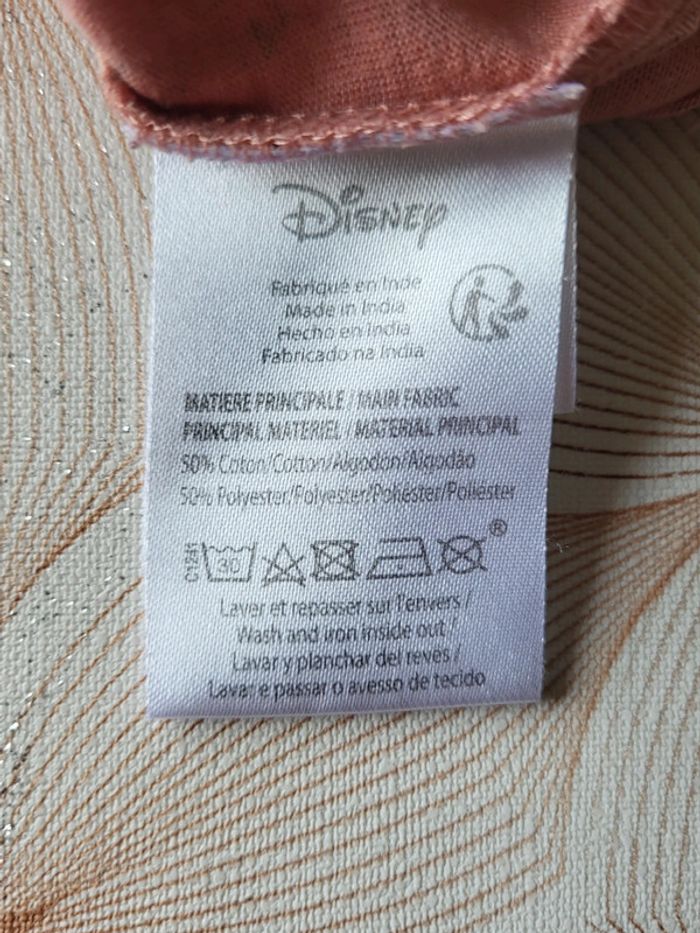 Disney
Fabriqué en Inde
Made in India
Hecho en India
Fabricado na India
MATIERE PRINCIPALE / MAIN FABRIC
PRINCIPAL MATERIEL / MATERIAL PRINCIPAL
50% Coton/Cotton/Algodon/Algodão
50% Polyester/Polyester/Poliéster/Poliéster
30
®
Laver et repasser sur l'envers /
Wash and iron inside out /
Lavar y planchar del reves /
Lavar e passar o avesso de tecido